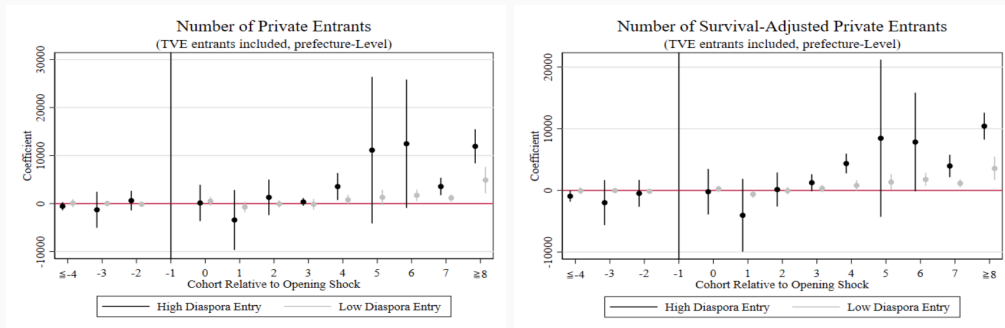 Number of Private Entrants
(TVE entrants included, prefecture-Level)
Coefficient
30000
20000
10000
0
-10000
≦-4 -3 -2 -1 0 1 2 3 4 5 6 7 ≧8
Cohort Relative to Opening Shock
High Diaspora Entry Low Diaspora Entry
Number of Survival-Adjusted Private Entrants
(TVE entrants included, prefecture-Level)
Coefficient
20000
10000
0
-10000
≦-4 -3 -2 -1 0 1 2 3 4 5 6 7 ≧8
Cohort Relative to Opening Shock
High Diaspora Entry Low Diaspora Entry